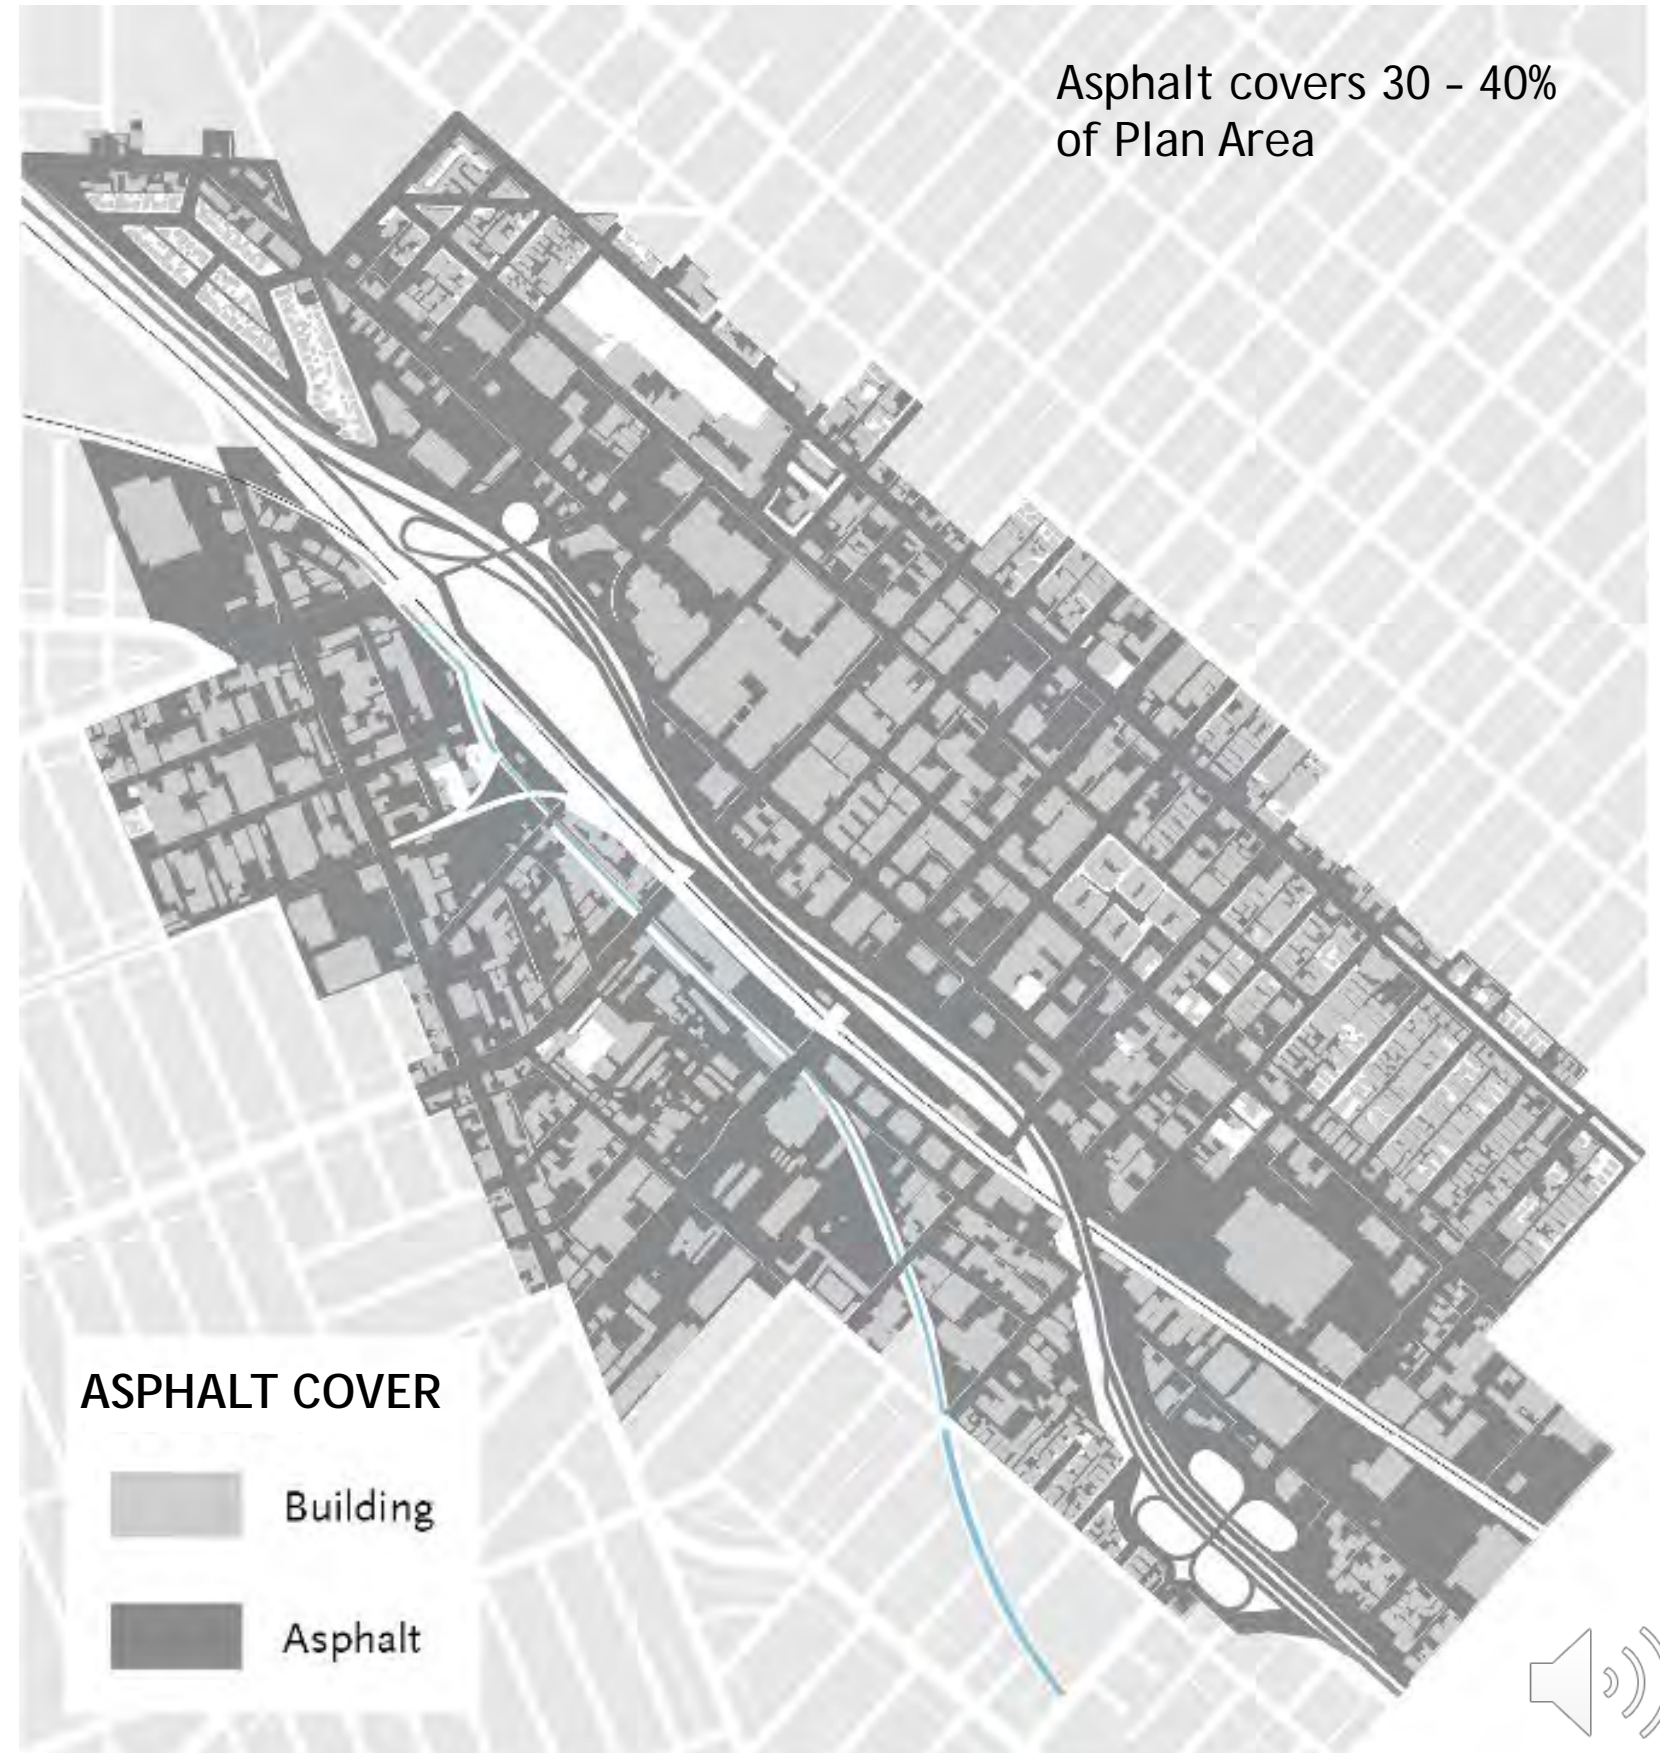 Asphalt covers 30 – 40%
of Plan Area
ASPHALT COVER
Building
Asphalt